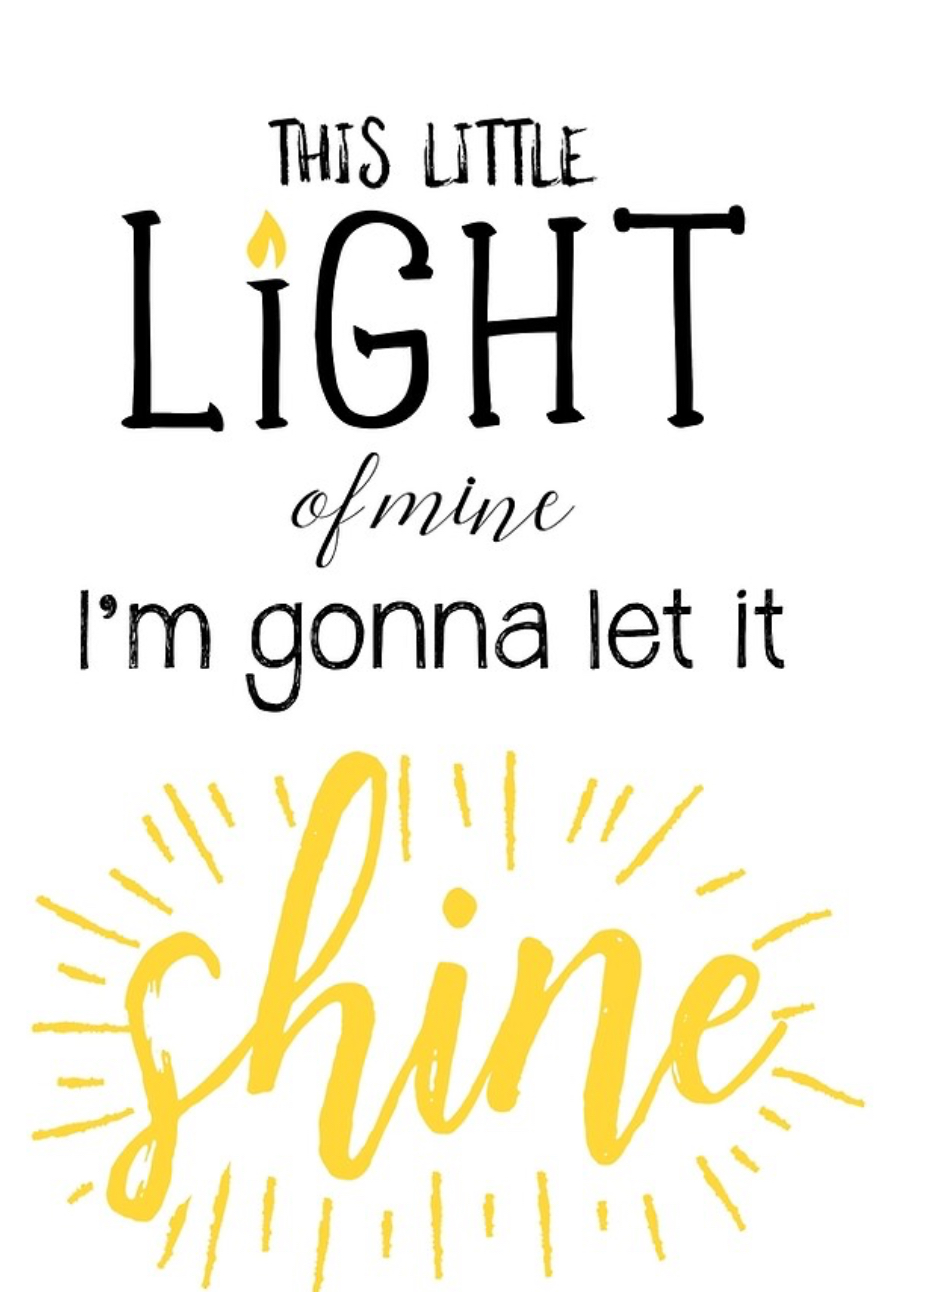 THIS LITTLE
LiGHT
of mine
I'm gonna let it
shine